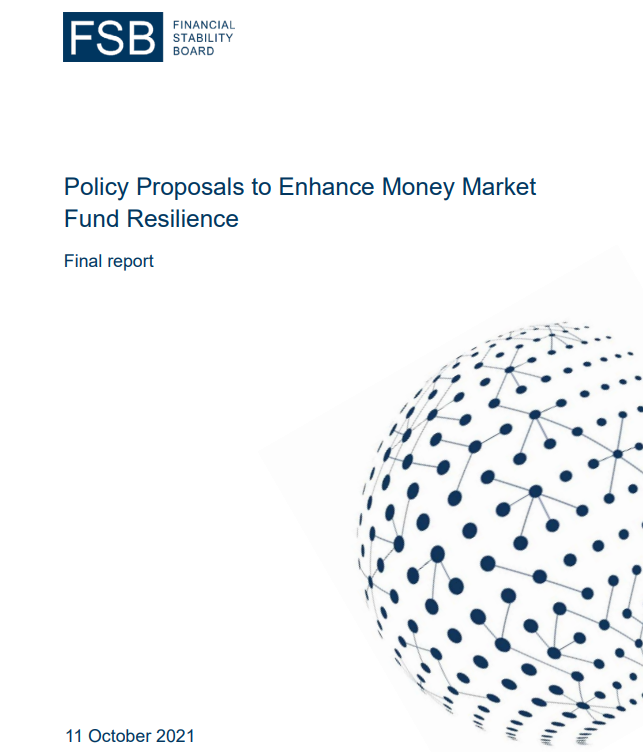 FSB
FINANCIAL
STABILITY
BOARD
Policy Proposals to Enhance Money Market
Fund Resilience
Final report
11 October 2021